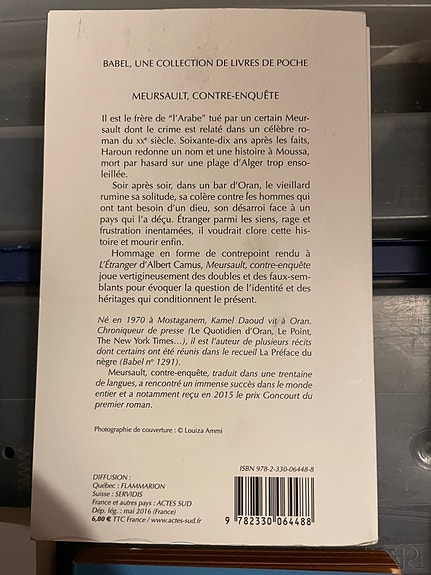 BABEL, UNE COLLECTION DE LIVRES DE POCHE
MEURSAULT, CONTRE-ENQUÊTE
Il est le frère de “l’Arabe” tué par un certain Meur-
sault dont le crime est relaté dans un célèbre ro-
man du XXe siècle. Soixante-dix ans après les faits,
Haroun redonne un nom et une histoire à Moussa,
mort par hasard sur une plage d’Alger trop enso-
leillée.
Soir après soir, dans un bar d’Oran, le vieillard
rumine sa solitude, sa colère contre les hommes qui
ont tant besoin d’un dieu, son désarroi face à un
pays qui l’a déçu. Étranger parmi les siens, rage et
frustration inentamées, il voudrait clore cette his-
toire et mourir enfin.
Hommage en forme de contrepoint rendu à
L’Étranger d’Albert Camus, Meursault, contre-enquête
joue vertigineusement des doubles et des faux-sem-
blants pour évoquer la question de l’identité et des
héritages qui conditionnent le présent.
Né en 1970 à Mostaganem, Kamel Daoud vit à Oran.
Chroniqueur de presse (Le Quotidien d’Oran, Le Point,
The New York Times…), il est l’auteur de plusieurs récits
dont certains ont été réunis dans le recueil La Préface du
nègre (Babel no 1291).
Meursault, contre-enquête, traduit dans une trentaine
de langues, a rencontré un immense succès dans le monde
entier et a notamment reçu en 2015 le prix Goncourt du
premier roman.
Photographie de couverture : © Louiza Ammi
ISBN 978-2-330-06448-8
DIFFUSION :
Québec : FLAMMARION
Suisse : SERVIDIS
France et autres pays : ACTES SUD
Dép. lég. : mai 2016 (France)
6,80 € TTC France / www.actes-sud.fr
9 782330 064488